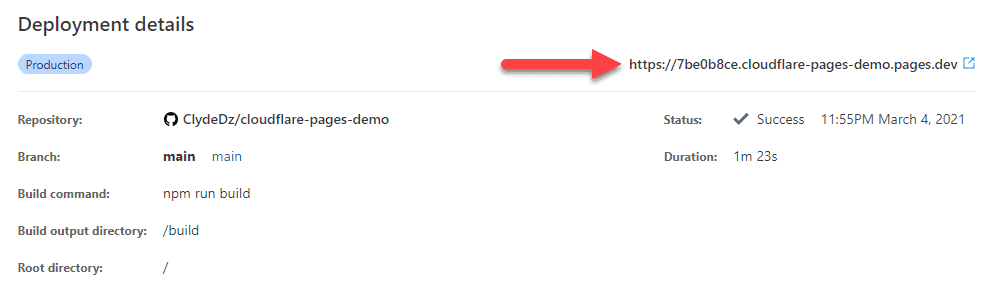 Deployment details
Production
https://7be0b8ce.cloudflare-pages-demo.pages.dev
Repository: ClydeDz/cloudflare-pages-demo
Status: Success 11:55PM March 4, 2021
Branch: main main
Duration: 1m 23s
Build command: npm run build
Build output directory: /build
Root directory: /